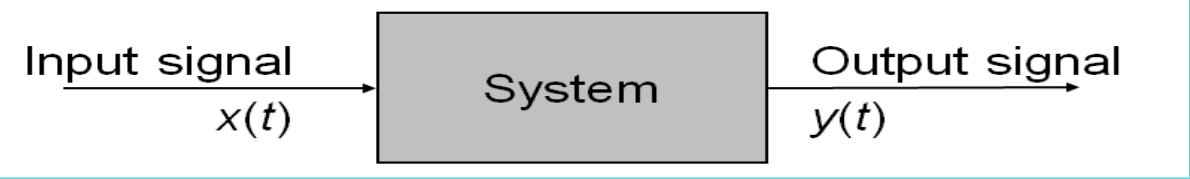 Input signal
x(t)
System
Output signal
y(t)